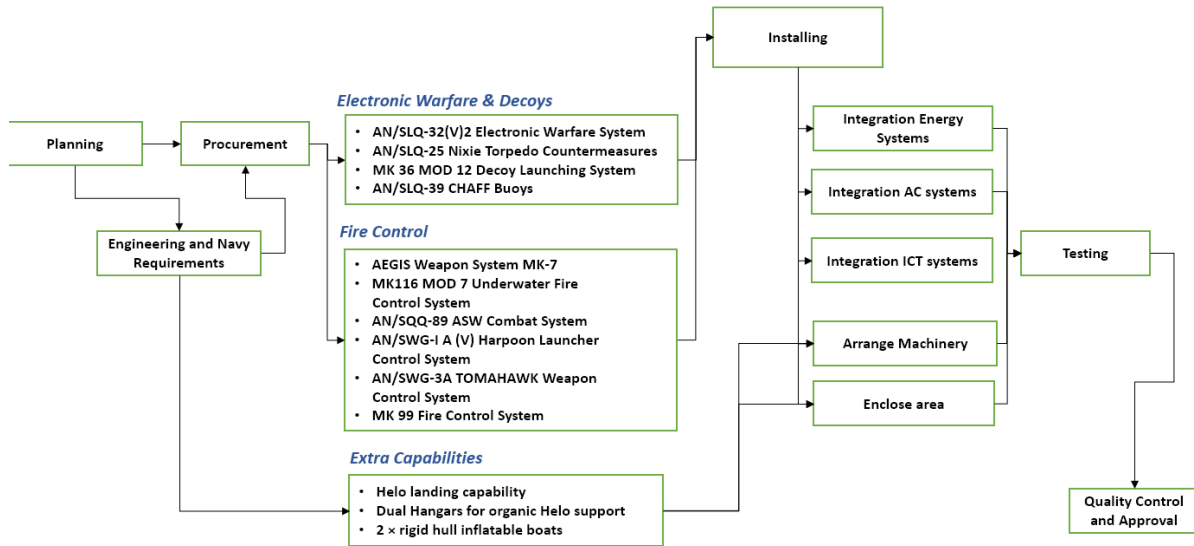 Installing
Electronic Warfare & Decoys
• AN/SLQ-32(V)2 Electronic Warfare System
• AN/SLQ-25 Nixie Torpedo Countermeasures
• MK 36 MOD 12 Decoy Launching System
• AN/SLQ-39 CHAFF Buoys
Planning
Procurement
Engineering and Navy
Requirements
Fire Control
• AEGIS Weapon System MK-7
• MK116 MOD 7 Underwater Fire
Control System
• AN/SQQ-89 ASW Combat System
• AN/SWG-I A (V) Harpoon Launcher
Control System
• AN/SWG-3A TOMAHAWK Weapon
Control System
• MK 99 Fire Control System
Extra Capabilities
• Helo landing capability
• Dual Hangars for organic Helo support
• 2 × rigid hull inflatable boats
Integration Energy
Systems
Integration AC systems
Integration ICT systems
Arrange Machinery
Enclose area
Testing
Quality Control
and Approval